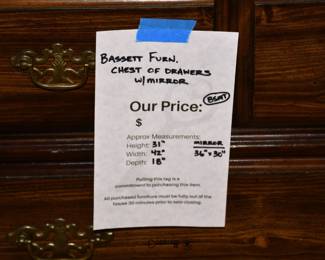 BASSETT FURN.
CHEST OF DRAWERS
W/MIRROR
Our Price: BSMT
$
Approx Measurements:
Height: 31" MIRROR
Width: 42" 36" x 30"
Depth: 18"
Pulling this tag is a
commitment to purchasing this item.
All purchased furniture must be fully out of the
house 30 minutes prior to sale closing.